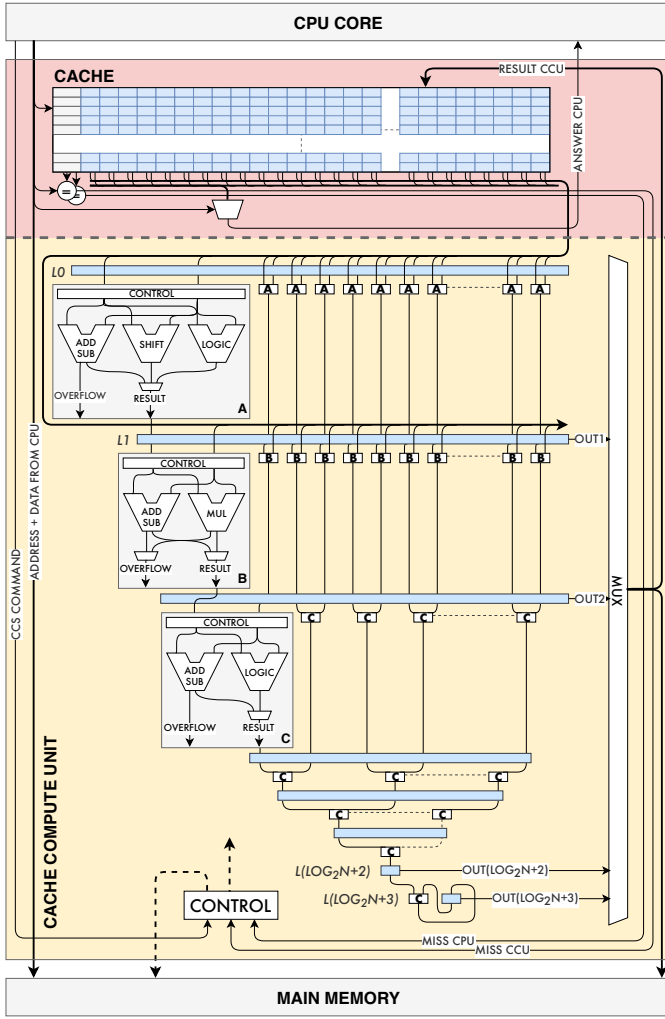 CPU CORE
CACHE
RESULT CCU
ANSWER CPU
L0
A A A A A A A A A
CONTROL
ADD
SUB
SHIFT
LOGIC
OVERFLOW
RESULT
A
L1
OUT1
B B B B B B B B B
CONTROL
ADD
SUB
MUL
OVERFLOW
RESULT
B
OUT2
MUX
C C C C
CONTROL
ADD
SUB
LOGIC
OVERFLOW
RESULT
C
C C C
C C
C
L(LOG2N+2)
OUT(LOG2N+2)
L(LOG2N+3)
C
OUT(LOG2N+3)
CCS COMMAND
ADDRESS + DATA FROM CPU
CACHE COMPUTE UNIT
CONTROL
MISS CPU
MISS CCU
MAIN MEMORY
= =